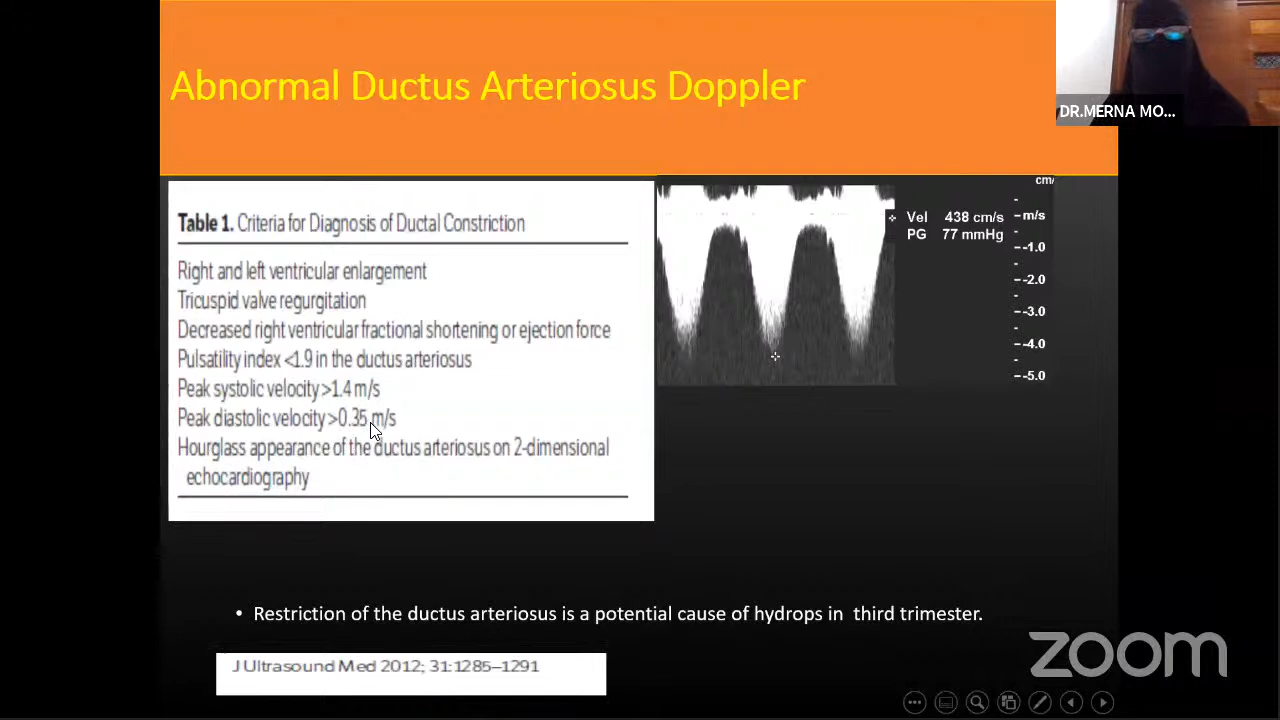 Abnormal Ductus Arteriosus Doppler
DR.MERNA MO...
Table 1. Criteria for Diagnosis of Ductal Constriction
Right and left ventricular enlargement
Tricuspid valve regurgitation
Decreased right ventricular fractional shortening or ejection force
Pulsatility index <1.9 in the ductus arteriosus
Peak systolic velocity >1.4 m/s
Peak diastolic velocity >0.35 m/s
Hourglass appearance of the ductus arteriosus on 2-dimensional
echocardiography
cm/
Vel 438 cm/s
PG 77 mmHg
m/s
-1.0
-2.0
-3.0
-4.0
-5.0
• Restriction of the ductus arteriosus is a potential cause of hydrops in third trimester.
J Ultrasound Med 2012; 31:1285–1291
zoom